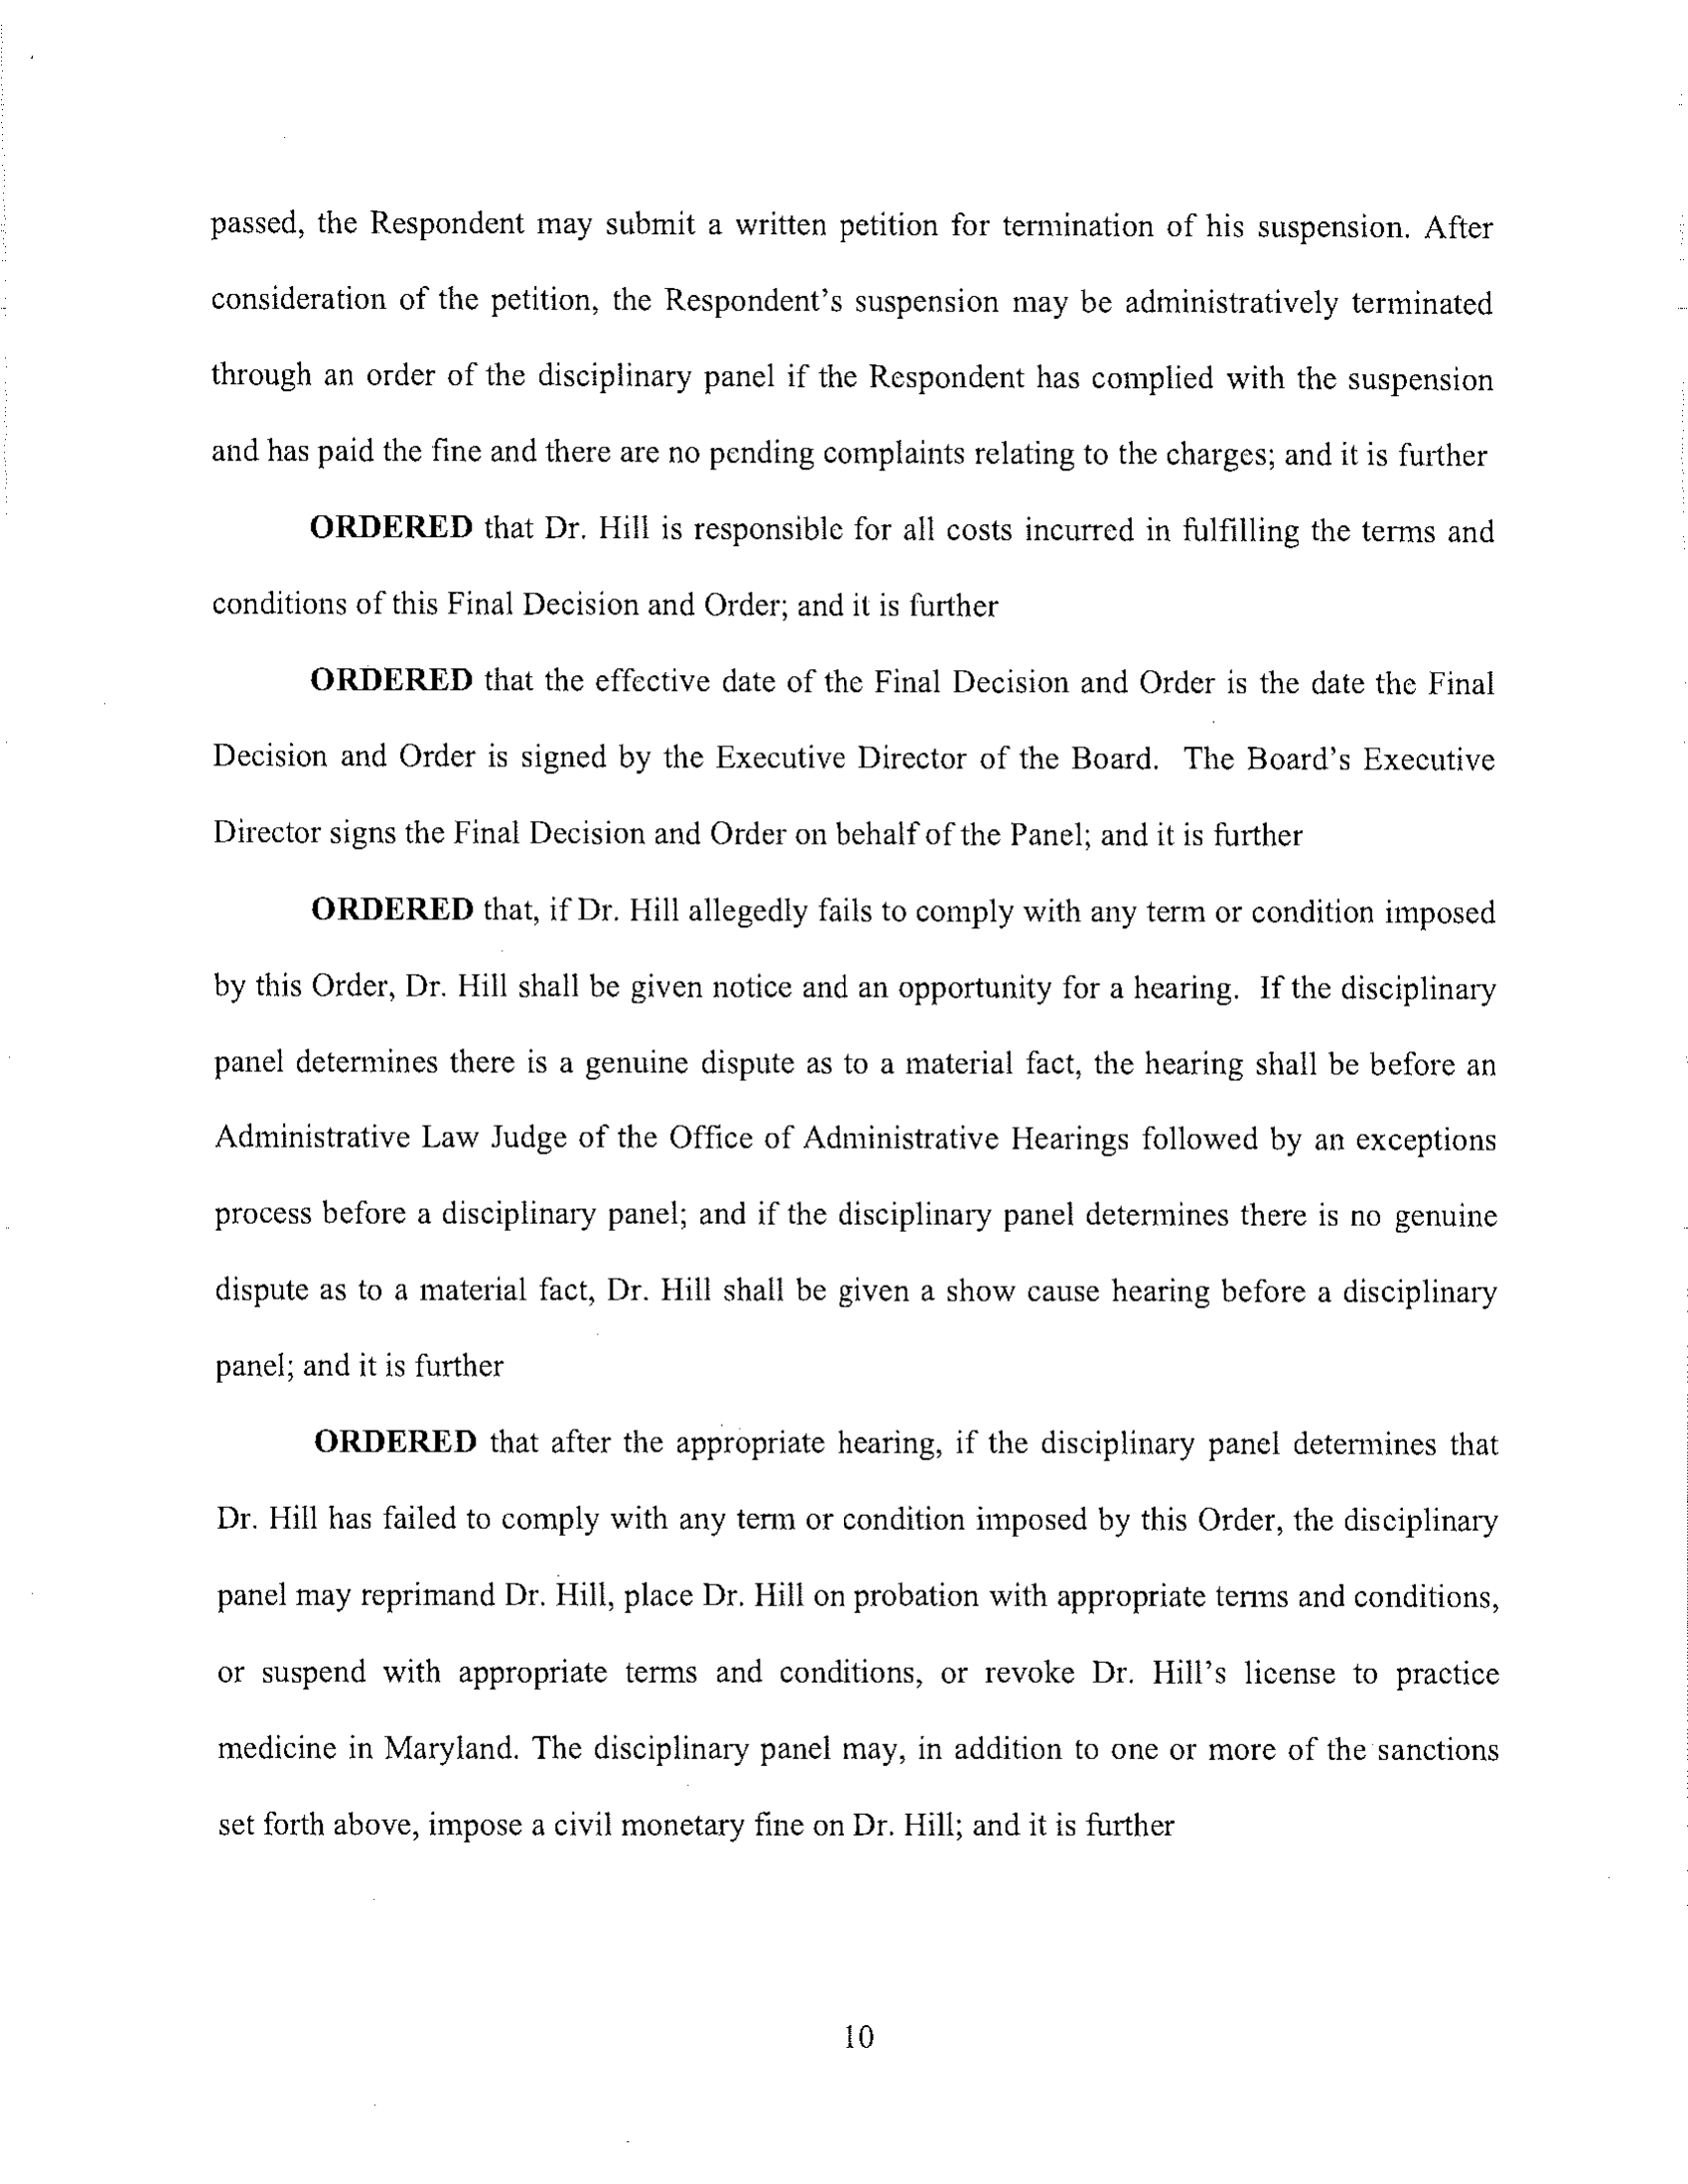 passed, the Respondent may submit a written petition for termination of his suspension. After
consideration of the petition, the Respondent's suspension may be administratively terminated
through an order of the disciplinary panel if the Respondent has complied with the suspension
and has paid the fine and there are no pending complaints relating to the charges; and it is further
ORDERED that Dr. Hill is responsible for all costs incurred in fulfilling the terms and
conditions of this Final Decision and Order; and it is further
ORDERED that the effective date of the Final Decision and Order is the date the Final
Decision and Order is signed by the Executive Director of the Board. The Board's Executive
Director signs the Final Decision and Order on behalf of the Panel; and it is further
ORDERED that, if Dr. Hill allegedly fails to comply with any term or condition imposed
by this Order, Dr. Hill shall be given notice and an opportunity for a hearing. If the disciplinary
panel determines there is a genuine dispute as to a material fact, the hearing shall be before an
Administrative Law Judge of the Office of Administrative Hearings followed by an exceptions
process before a disciplinary panel; and if the disciplinary panel determines there is no genuine
dispute as to a material fact, Dr. Hill shall be given a show cause hearing before a disciplinary
panel; and it is further
ORDERED that after the appropriate hearing, if the disciplinary panel determines that
Dr. Hill has failed to comply with any term or condition imposed by this Order, the disciplinary
panel may reprimand Dr. Hill, place Dr. Hill on probation with appropriate terms and conditions,
or suspend with appropriate terms and conditions, or revoke Dr. Hill's license to practice
medicine in Maryland. The disciplinary panel may, in addition to one or more of the sanctions
set forth above, impose a civil monetary fine on Dr. Hill; and it is further
10